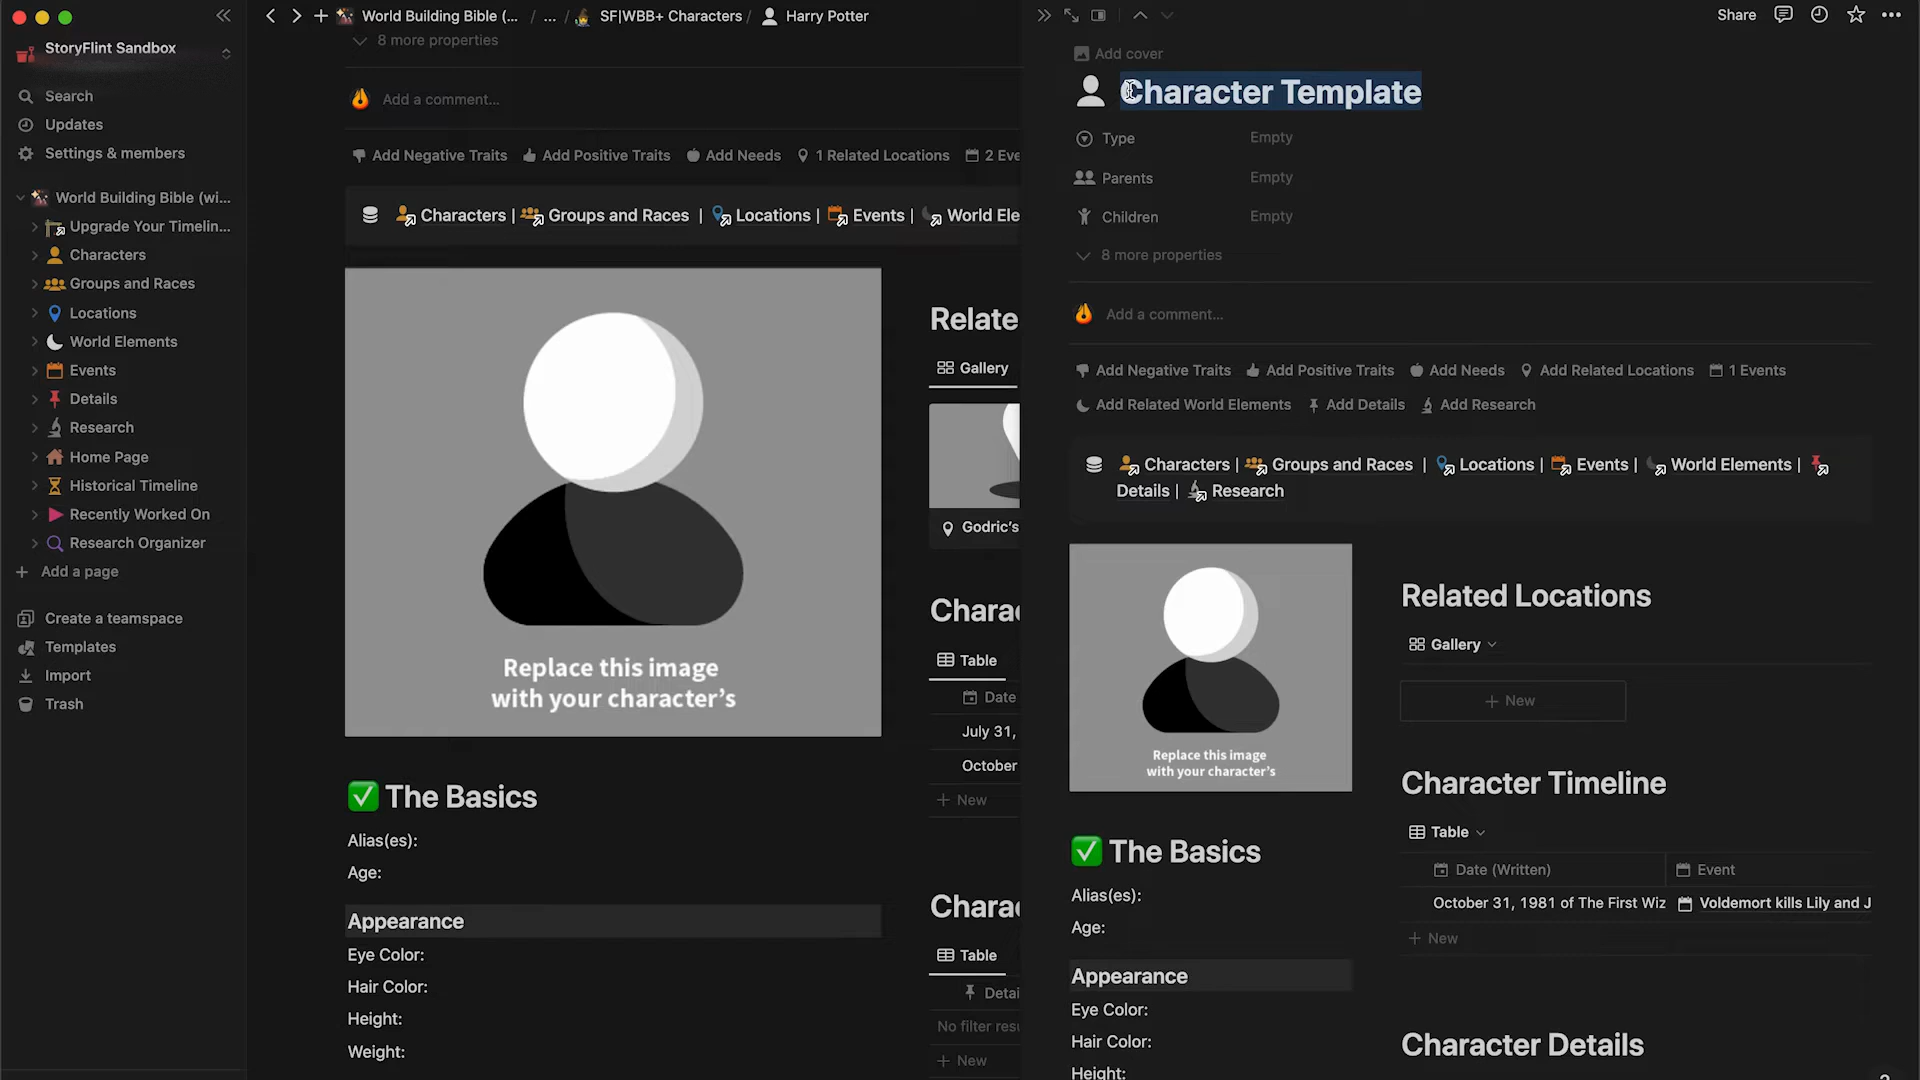 StoryFlint Sandbox
Search
Updates
Settings & members
World Building Bible (wi...
Upgrade Your Timelin...
Characters
Groups and Races
Locations
World Elements
Events
Details
Research
Home Page
Historical Timeline
Recently Worked On
Research Organizer
Add a page
Create a teamspace
Templates
Import
Trash
World Building Bible (... / ... / SF|WBB+ Characters / Harry Potter
8 more properties
Add a comment...
Add Negative Traits Add Positive Traits Add Needs 1 Related Locations 2 Eve
Characters | Groups and Races | Locations | Events | World Ele
Replace this image
with your character's
✅ The Basics
Alias(es):
Age:
Appearance
Eye Color:
Hair Color:
Height:
Weight:
Relate
Gallery
Godric's
Charac
Table
Date
July 31,
October
+ New
Charac
Table
Detai
No filter resu
+ New
Share
Add cover
Character Template
Type Empty
Parents Empty
Children Empty
8 more properties
Add a comment...
Add Negative Traits Add Positive Traits Add Needs Add Related Locations 1 Events
Add Related World Elements Add Details Add Research
Characters | Groups and Races | Locations | Events | World Elements |
Details | Research
Replace this image
with your character's
✅ The Basics
Alias(es):
Age:
Appearance
Eye Color:
Hair Color:
Height:
Related Locations
Gallery
+ New
Character Timeline
Table
Date (Written) Event
October 31, 1981 of The First Wiz Voldemort kills Lily and J
+ New
Character Details